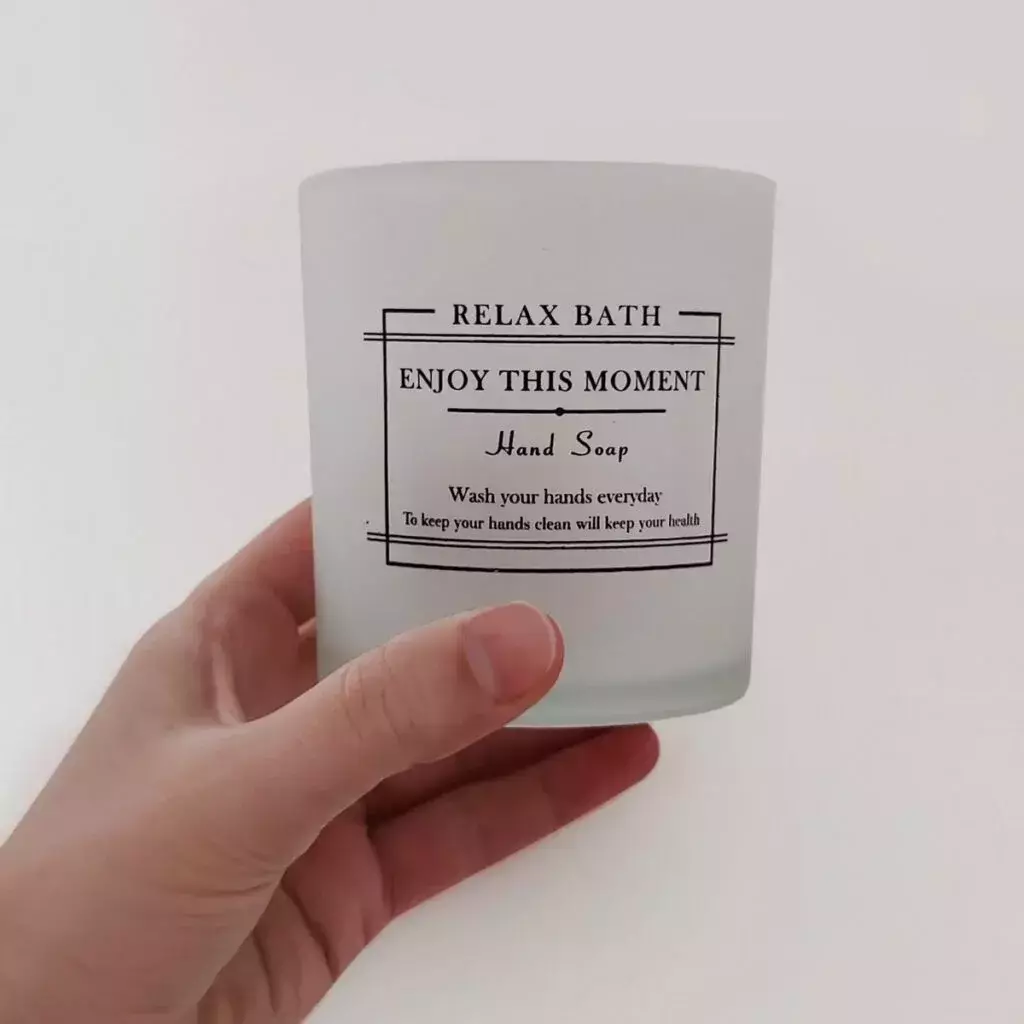 RELAX BATH
ENJOY THIS MOMENT
Hand Soap
Wash your hands everyday
To keep your hands clean will keep your health